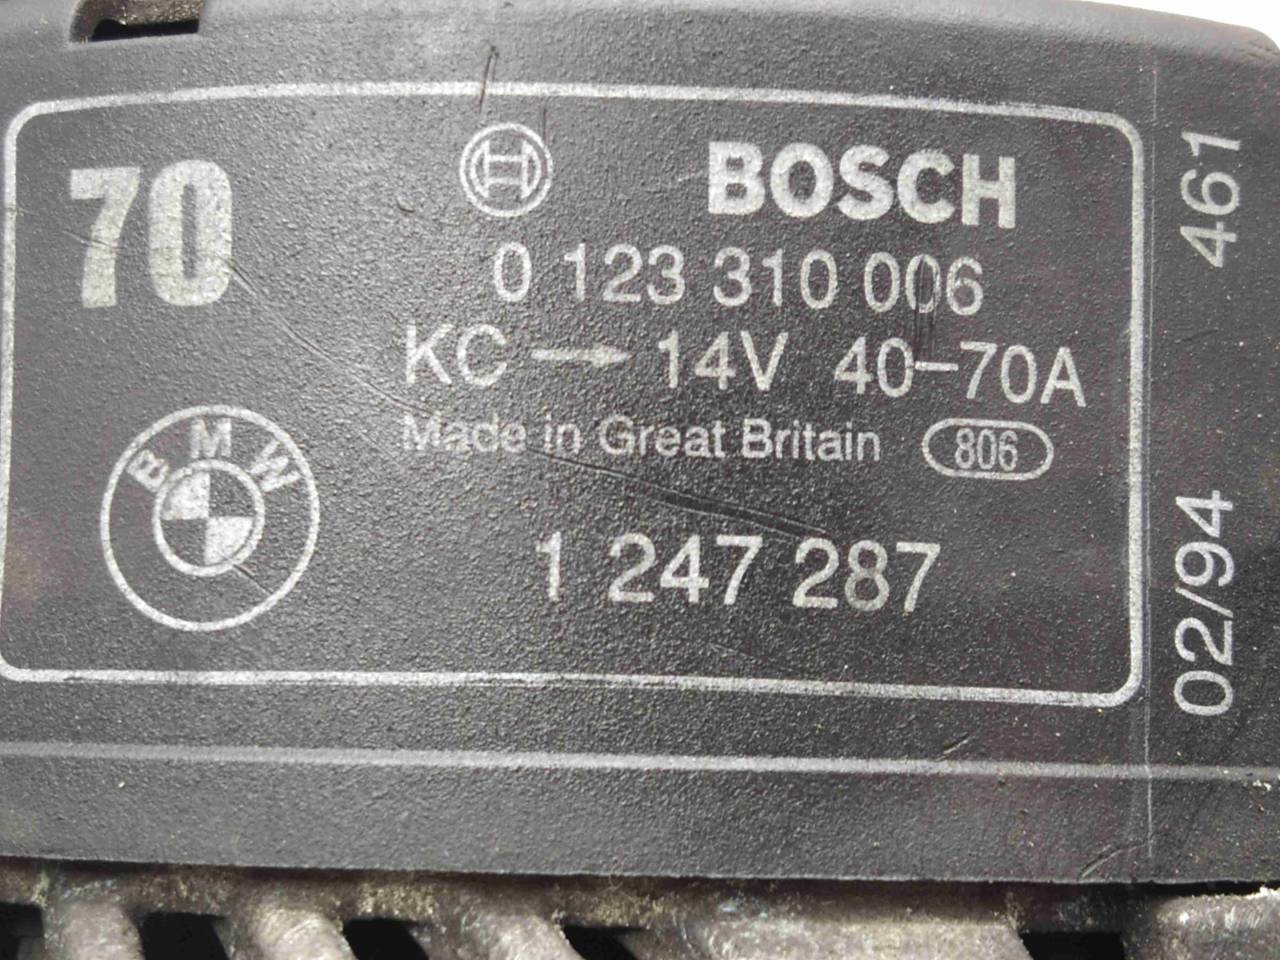 70
BOSCH
0 123 310 006
KC → 14V 40-70A
Made in Great Britain 806
BMW
1 247 287
461
02/94